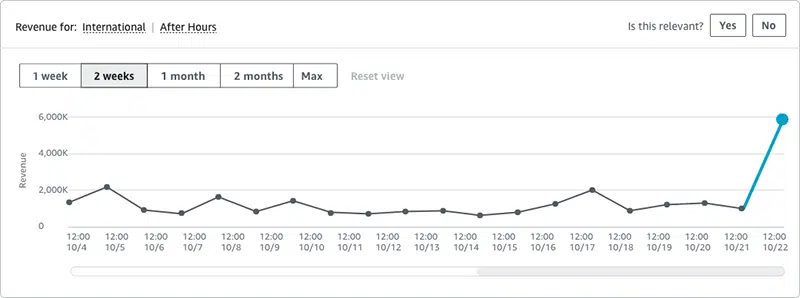 Revenue for: International | After Hours
Is this relevant? Yes No
1 week 2 weeks 1 month 2 months Max Reset view
6,000K
4,000K
2,000K
0
Revenue
12:00 12:00 12:00 12:00 12:00 12:00 12:00 12:00 12:00 12:00 12:00 12:00 12:00 12:00 12:00 12:00 12:00 12:00 12:00
10/4 10/5 10/6 10/7 10/8 10/9 10/10 10/11 10/12 10/13 10/14 10/15 10/16 10/17 10/18 10/19 10/20 10/21 10/22